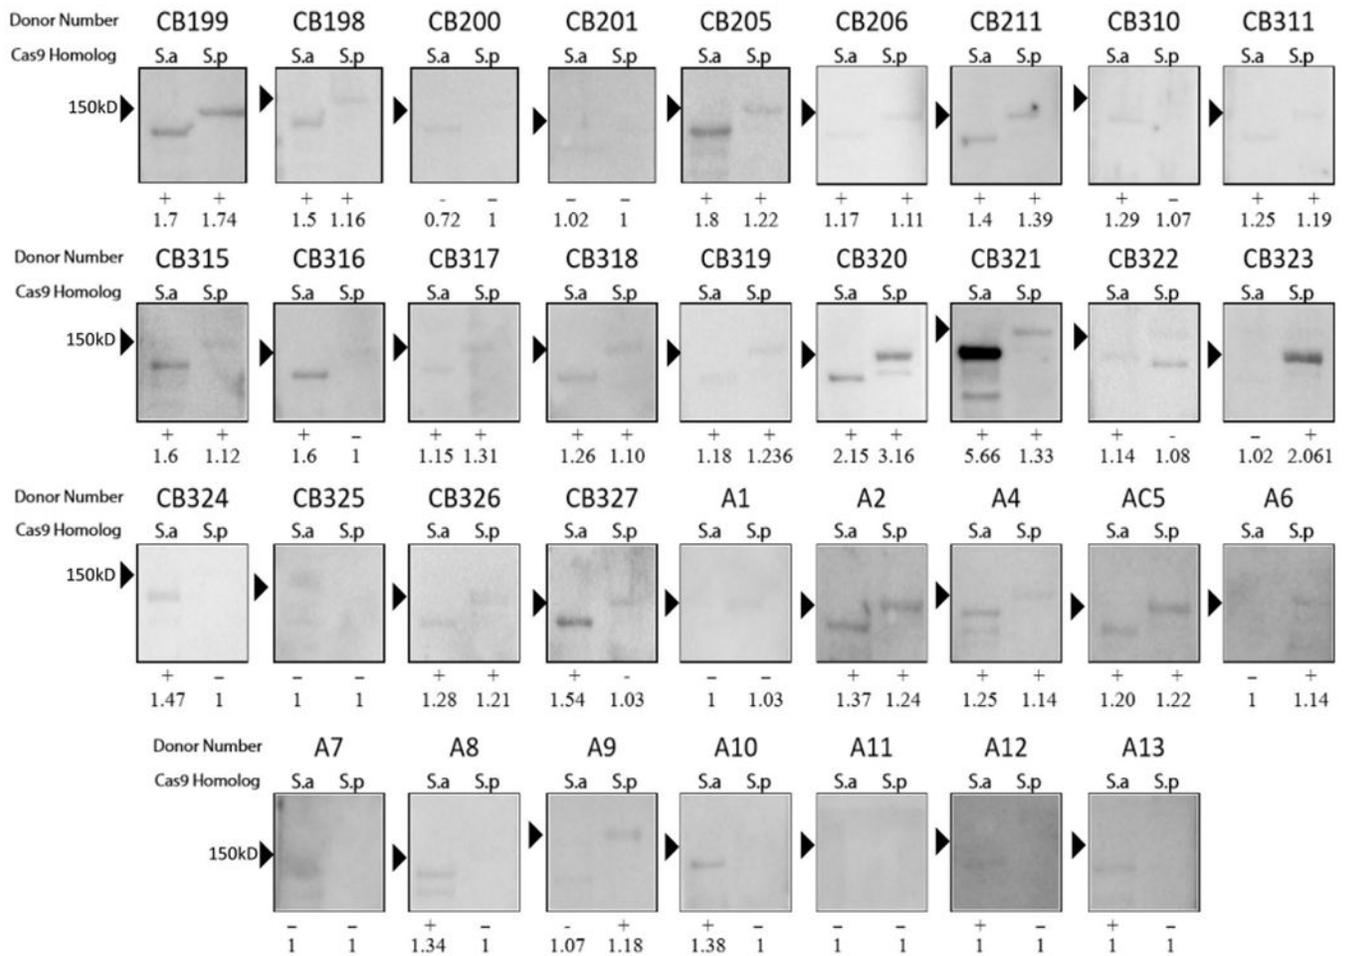 Donor Number CB199 CB198 CB200 CB201 CB205 CB206 CB211 CB310 CB311
Cas9 Homolog S.a S.p S.a S.p S.a S.p S.a S.p S.a S.p S.a S.p S.a S.p S.a S.p S.a S.p
150kD
+ + + + - – – – + + + + + + + – + +
1.7 1.74 1.5 1.16 0.72 1 1.02 1 1.8 1.22 1.17 1.11 1.4 1.39 1.29 1.07 1.25 1.19
Donor Number CB315 CB316 CB317 CB318 CB319 CB320 CB321 CB322 CB323
Cas9 Homolog S.a S.p S.a S.p S.a S.p S.a S.p S.a S.p S.a S.p S.a S.p S.a S.p S.a S.p
150kD
+ + + – + + + + + + + + + + + - – +
1.6 1.12 1.6 1 1.15 1.31 1.26 1.10 1.18 1.236 2.15 3.16 5.66 1.33 1.14 1.08 1.02 2.061
Donor Number CB324 CB325 CB326 CB327 A1 A2 A4 AC5 A6
Cas9 Homolog S.a S.p S.a S.p S.a S.p S.a S.p S.a S.p S.a S.p S.a S.p S.a S.p S.a S.p
150kD
+ – – – + + + - – – + + + + + + – +
1.47 1 1 1 1.28 1.21 1.54 1.03 1 1.03 1.37 1.24 1.25 1.14 1.20 1.22 1 1.14
Donor Number A7 A8 A9 A10 A11 A12 A13
Cas9 Homolog S.a S.p S.a S.p S.a S.p S.a S.p S.a S.p S.a S.p S.a S.p
150kD
– – + – - + + – – – + – + –
1 1 1.34 1 1.07 1.18 1.38 1 1 1 1 1 1 1